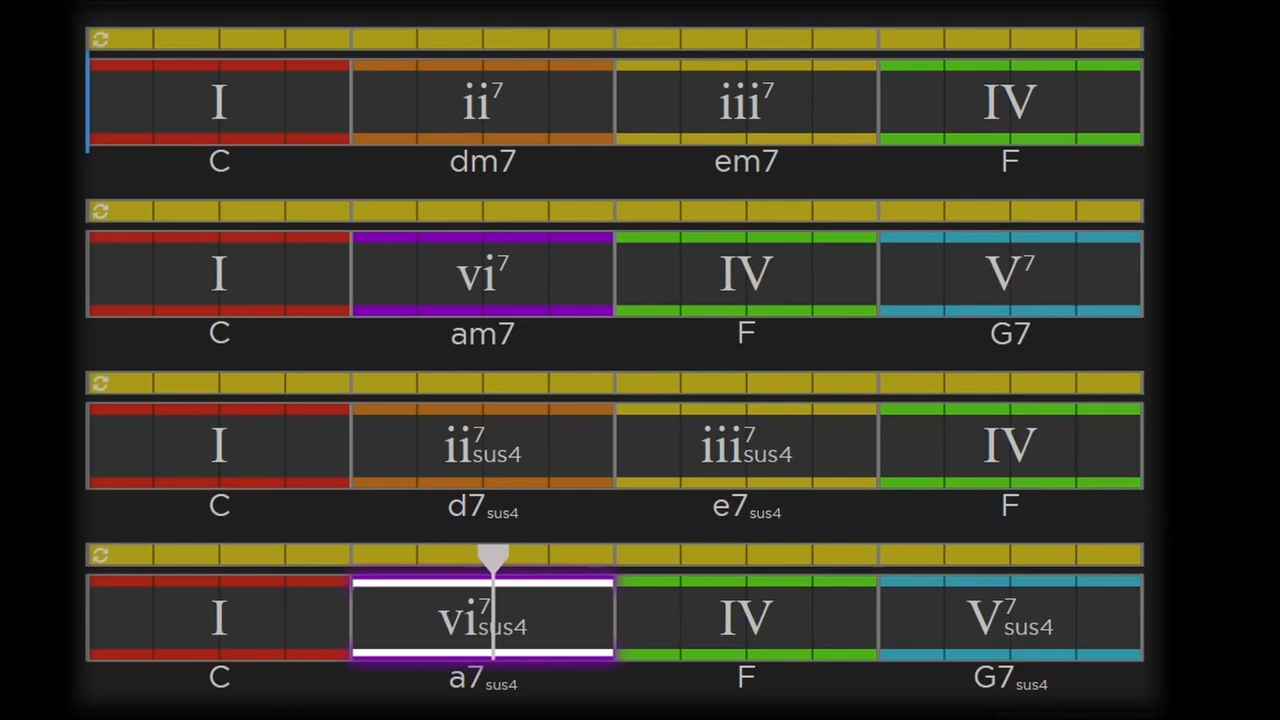 I ii7 iii7 IV
C dm7 em7 F
I vi7 IV V7
C am7 F G7
I ii7sus4 iii7sus4 IV
C d7sus4 e7sus4 F
I vi7sus4 IV V7sus4
C a7sus4 F G7sus4